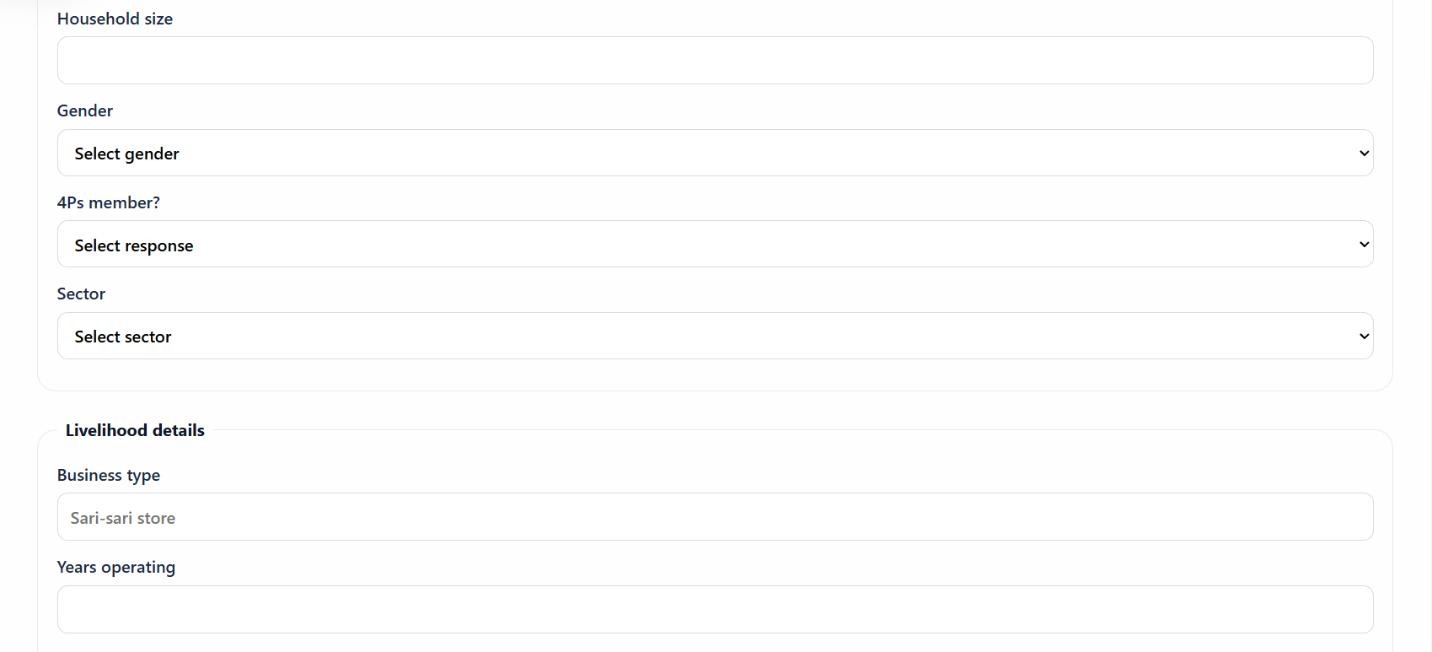 Household size
Gender
Select gender
4Ps member?
Select response
Sector
Select sector
Livelihood details
Business type
Sari-sari store
Years operating